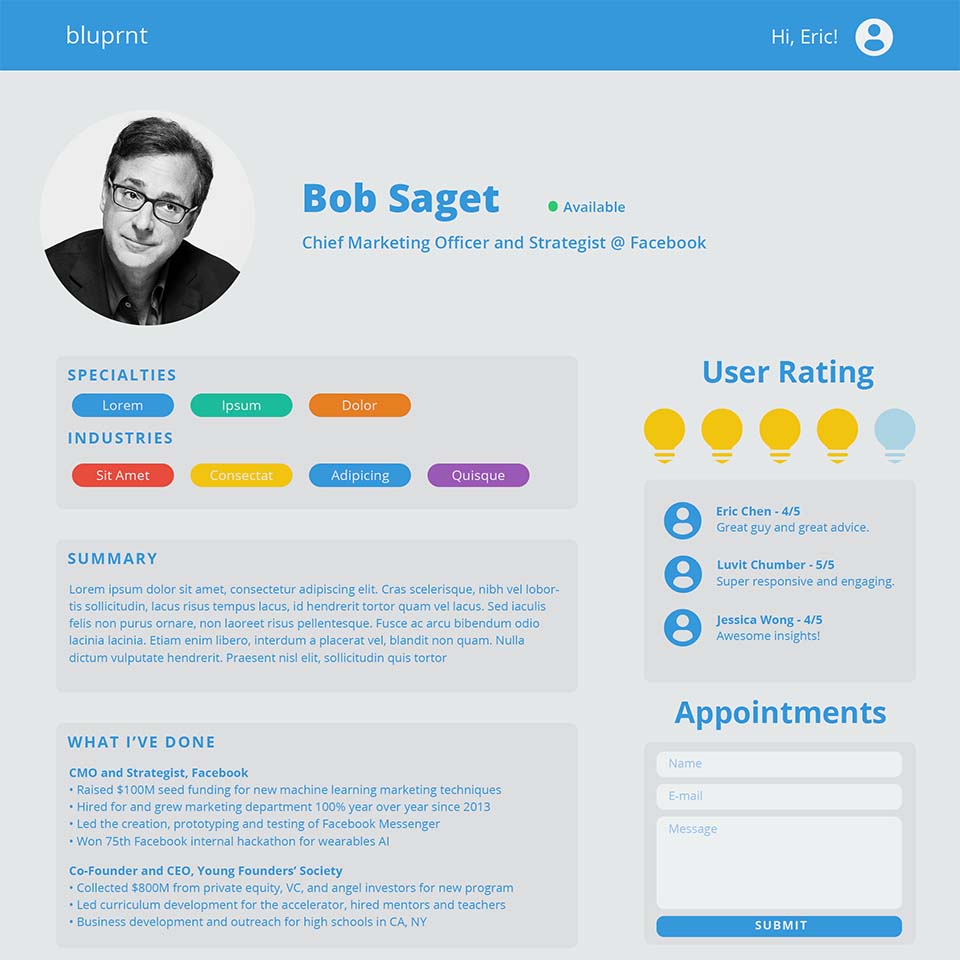 bluprnt
Hi, Eric!
Bob Saget
Available
Chief Marketing Officer and Strategist @ Facebook
SPECIALTIES
Lorem
Ipsum
Dolor
INDUSTRIES
Sit Amet
Consectat
Adipicing
Quisque
SUMMARY
Lorem ipsum dolor sit amet, consectetur adipiscing elit. Cras scelerisque, nibh vel lobor-
tis sollicitudin, lacus risus tempus lacus, id hendrerit tortor quam vel lacus. Sed iaculis
felis non purus ornare, non laoreet risus pellentesque. Fusce ac arcu bibendum odio
lacinia lacinia. Etiam enim libero, interdum a placerat vel, blandit non quam. Nulla
dictum vulputate hendrerit. Praesent nisl elit, sollicitudin quis tortor
WHAT I'VE DONE
CMO and Strategist, Facebook
• Raised $100M seed funding for new machine learning marketing techniques
• Hired for and grew marketing department 100% year over year since 2013
• Led the creation, prototyping and testing of Facebook Messenger
• Won 75th Facebook internal hackathon for wearables AI
Co-Founder and CEO, Young Founders' Society
• Collected $800M from private equity, VC, and angel investors for new program
• Led curriculum development for the accelerator, hired mentors and teachers
• Business development and outreach for high schools in CA, NY
User Rating
Eric Chen - 4/5
Great guy and great advice.
Luvit Chumber - 5/5
Super responsive and engaging.
Jessica Wong - 4/5
Awesome insights!
Appointments
Name
E-mail
Message
SUBMIT